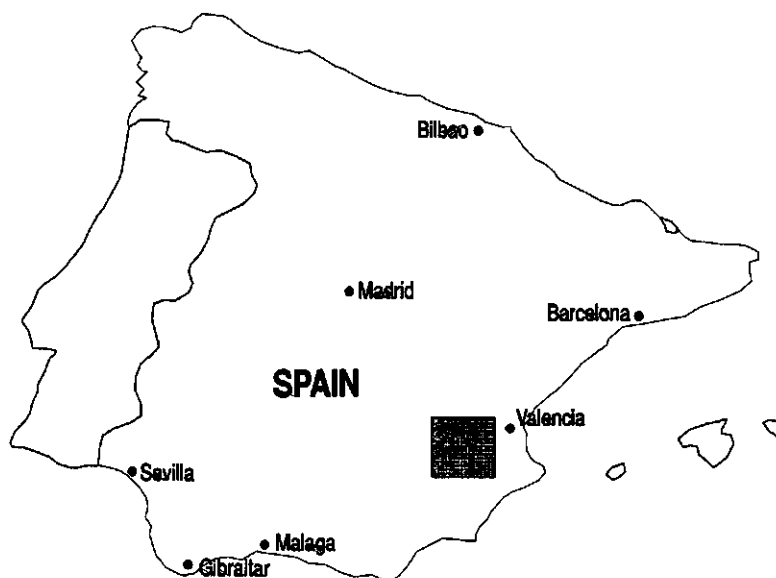 Bilbao
Madrid
Barcelona
SPAIN
Valencia
Sevilla
Malaga
Gibraltar